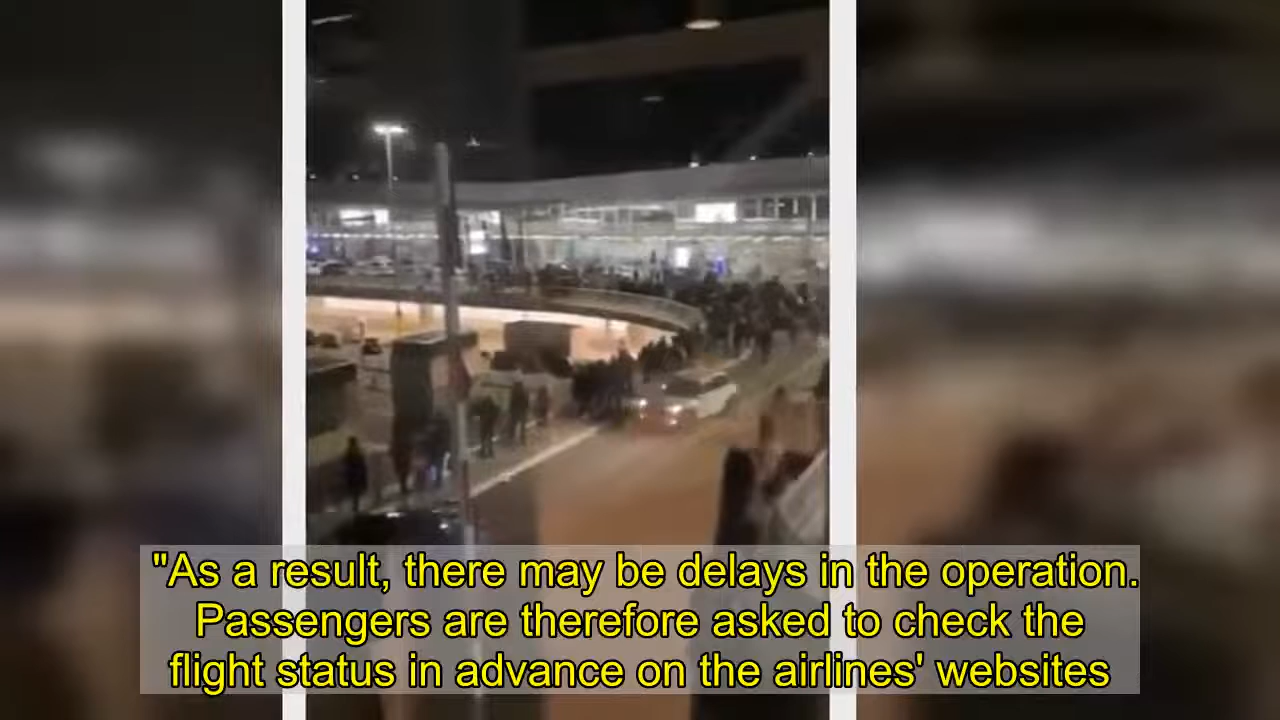 "As a result, there may be delays in the operation.
Passengers are therefore asked to check the
flight status in advance on the airlines' websites